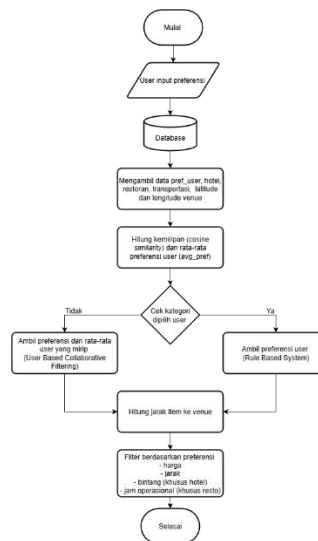 Mulai
User input preferensi
Database
Mengambil data pref_user, hotel,
restoran, transportasi, latitude
dan longitude venue
Hitung kemiripan (cosine
similarity) dan rata-rata
preferensi user (avg_pref)
Cek kategori
dipilih user
Tidak
Ya
Ambil preferensi dari rata-rata
user yang mirip
(User Based Collaborative
Filtering)
Ambil preferensi user
(Rule Based System)
Hitung jarak item ke venue
Filter berdasarkan preferensi
- harga
- jarak
- bintang (khusus hotel)
- jam operasional (khusus resto)
Selesai